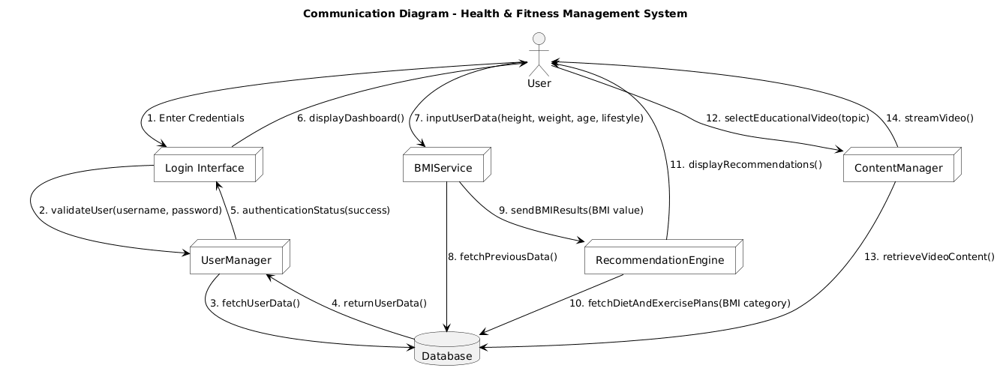 Communication Diagram - Health & Fitness Management System
User
1. Enter Credentials
6. displayDashboard()
7. inputUserData(height, weight, age, lifestyle)
12. selectEducationalVideo(topic)
14. streamVideo()
Login Interface
BMIService
11. displayRecommendations()
ContentManager
2. validateUser(username, password)
5. authenticationStatus(success)
9. sendBMIResults(BMI value)
UserManager
8. fetchPreviousData()
RecommendationEngine
13. retrieveVideoContent()
3. fetchUserData()
4. returnUserData()
10. fetchDietAndExercisePlans(BMI category)
Database